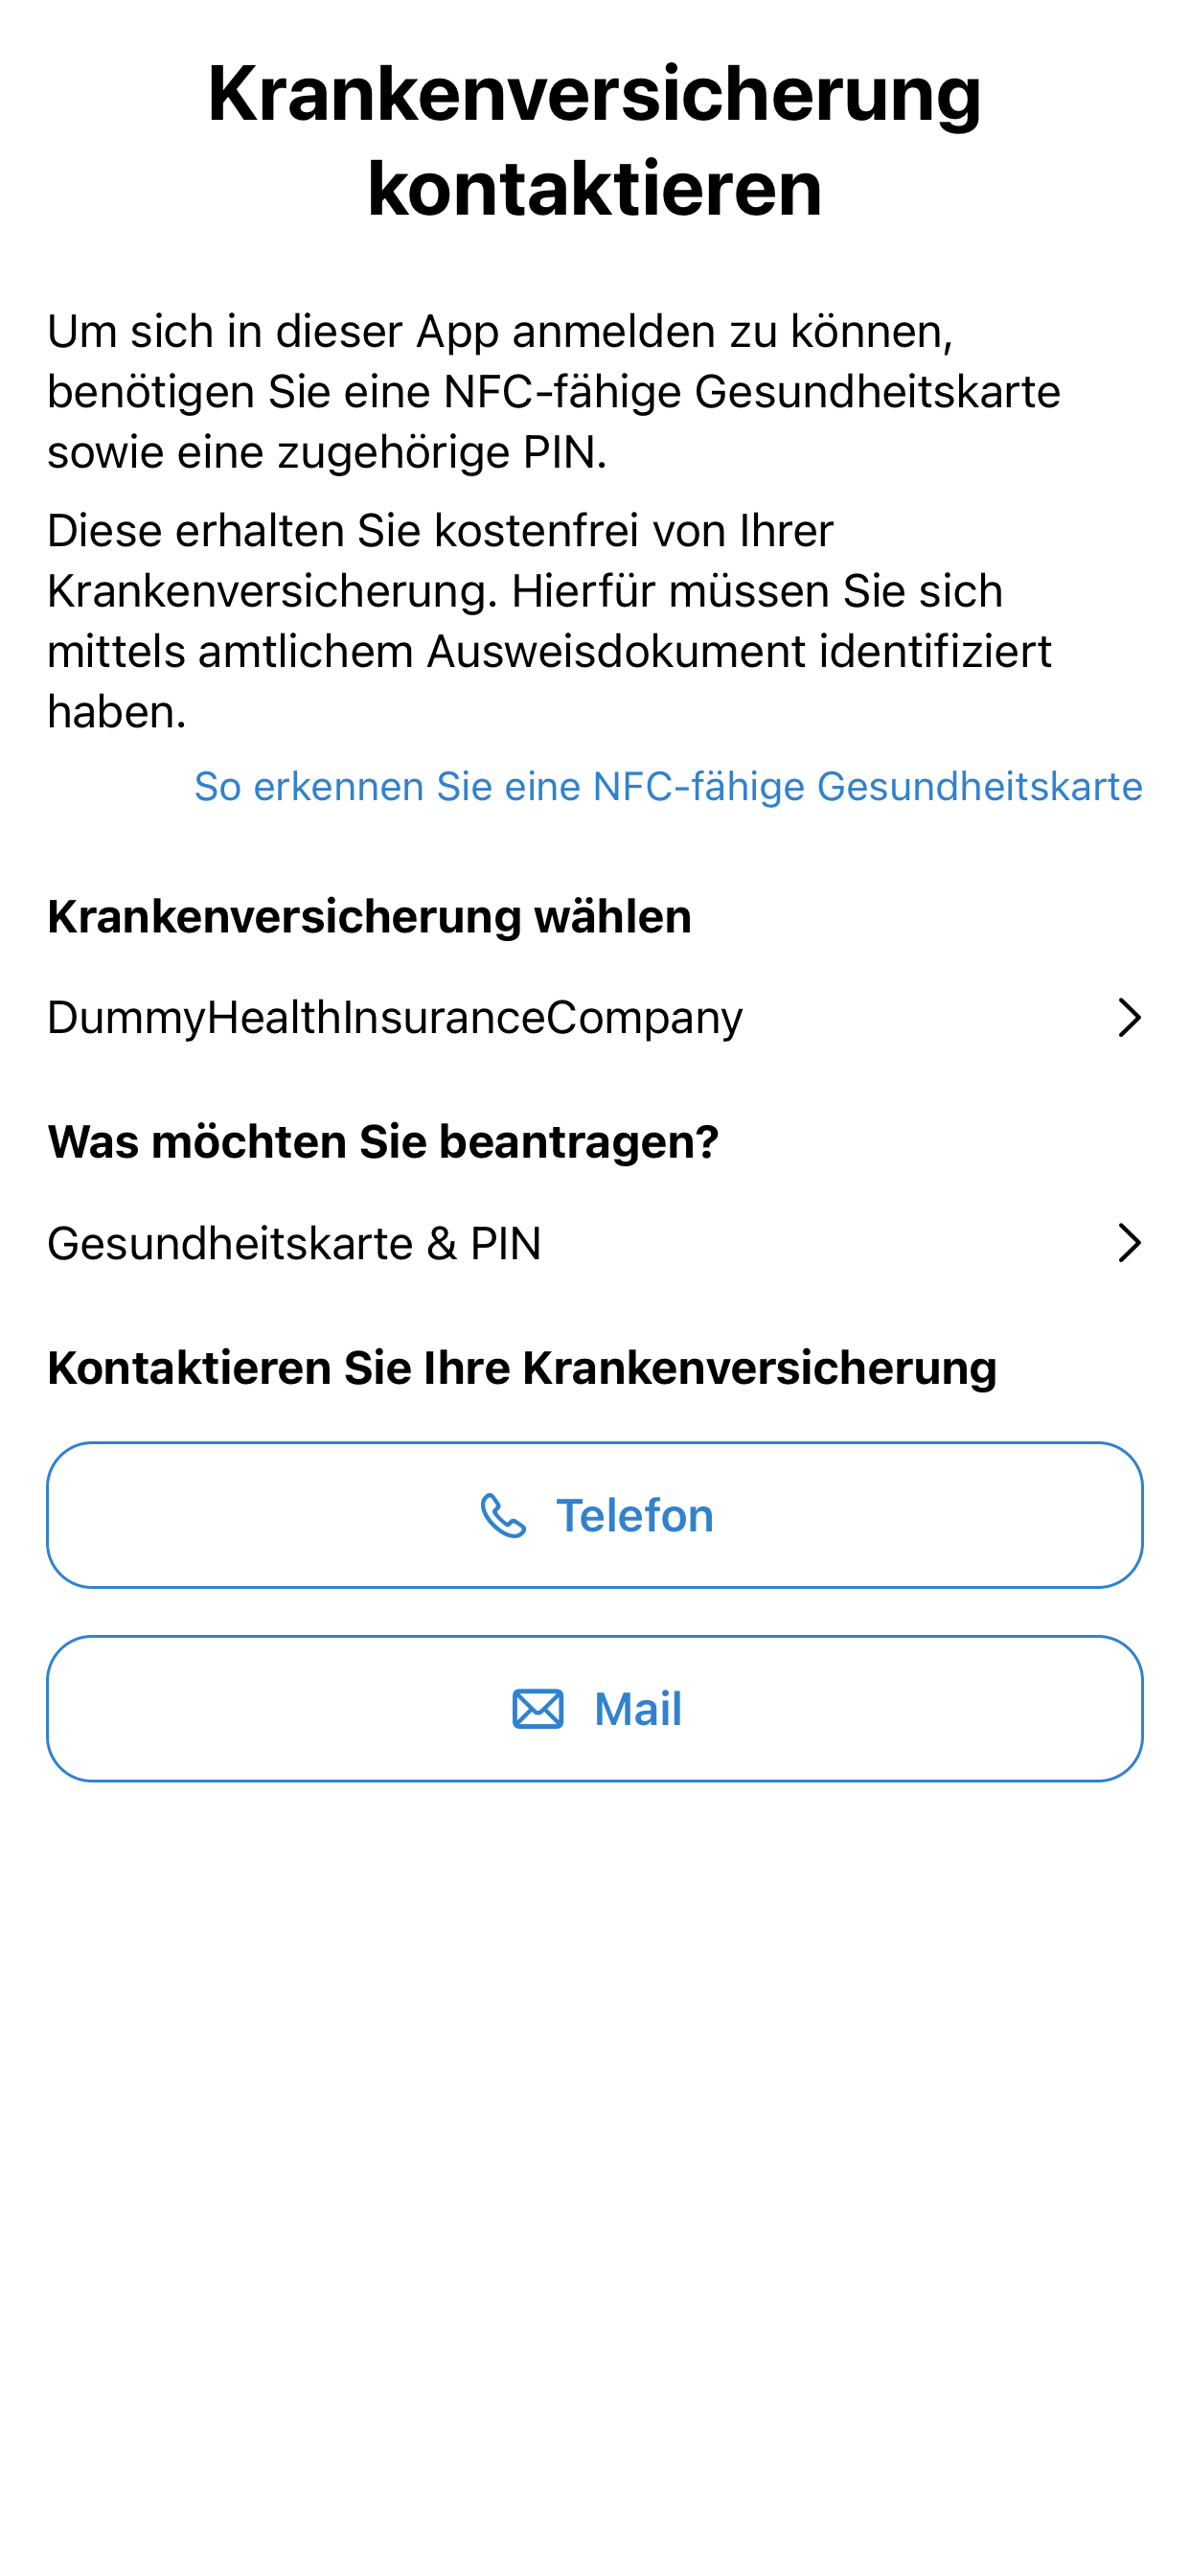 Krankenversicherung
kontaktieren
Um sich in dieser App anmelden zu können,
benötigen Sie eine NFC-fähige Gesundheitskarte
sowie eine zugehörige PIN.
Diese erhalten Sie kostenfrei von Ihrer
Krankenversicherung. Hierfür müssen Sie sich
mittels amtlichem Ausweisdokument identifiziert
haben.
So erkennen Sie eine NFC-fähige Gesundheitskarte
Krankenversicherung wählen
DummyHealthInsuranceCompany
Was möchten Sie beantragen?
Gesundheitskarte & PIN
Kontaktieren Sie Ihre Krankenversicherung
Telefon
Mail